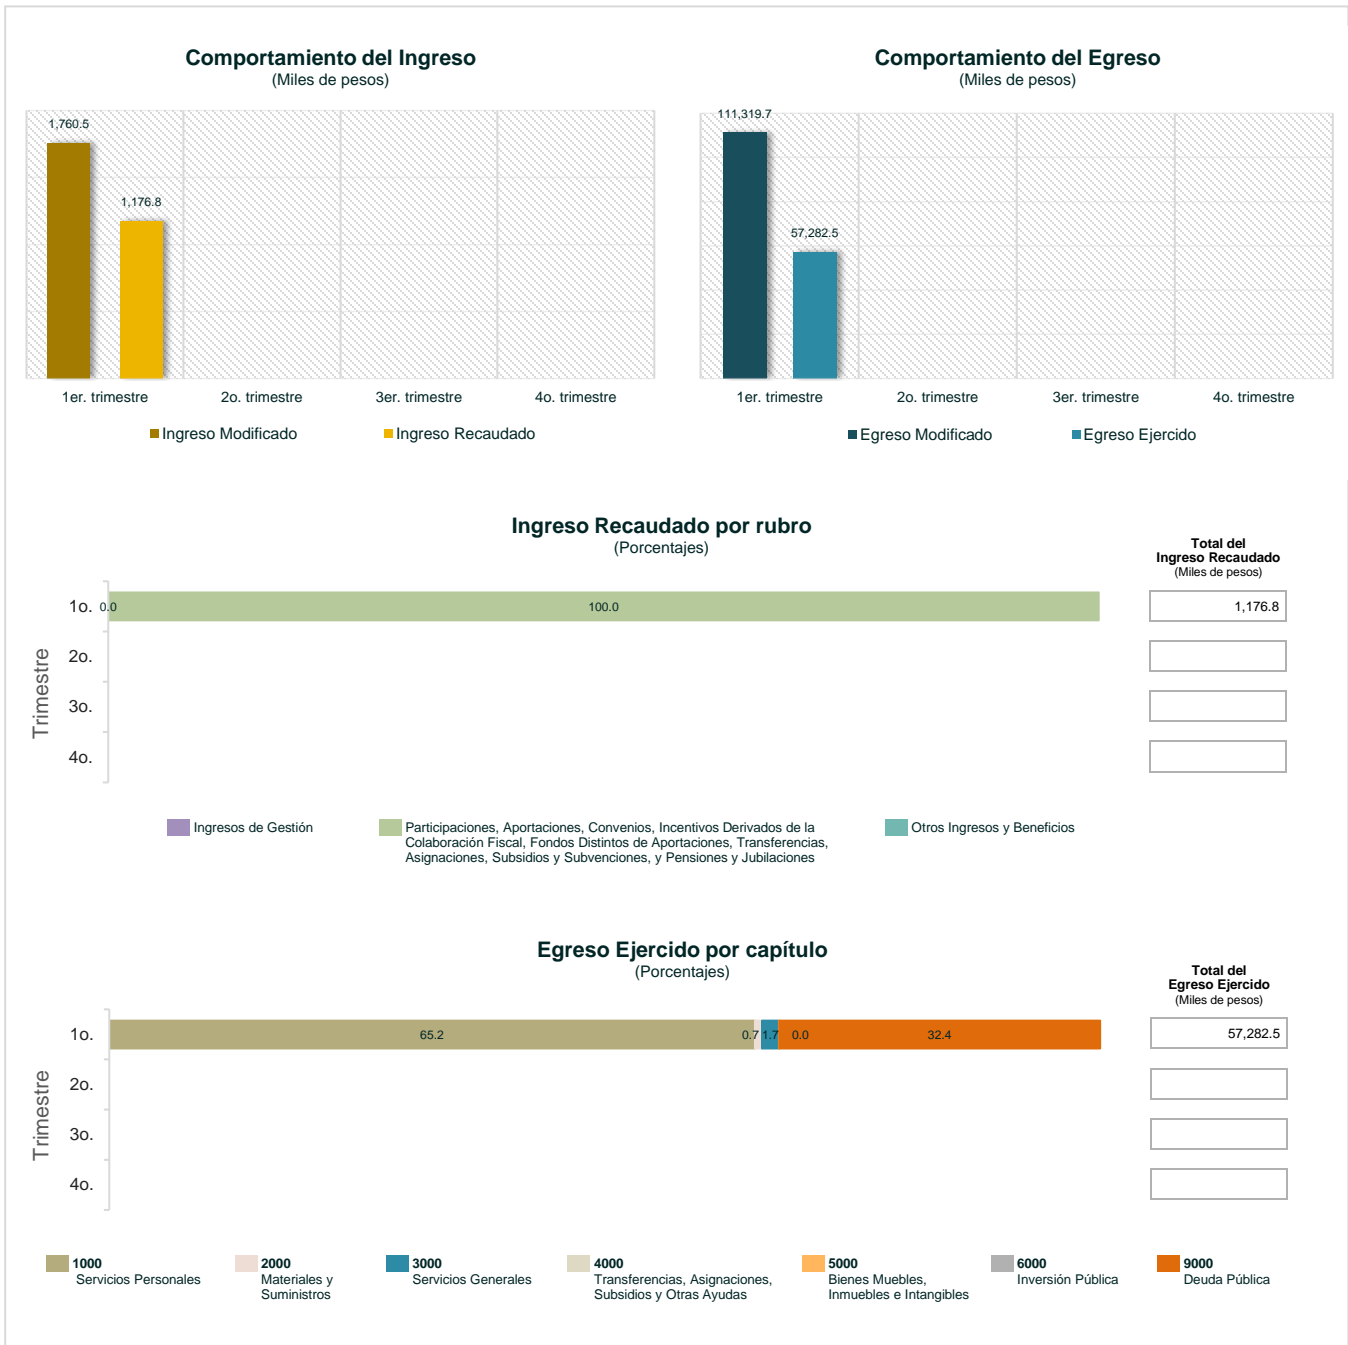 Comportamiento del Ingreso
(Miles de pesos)
1,760.5
1,176.8
1er. trimestre
2o. trimestre
3er. trimestre
4o. trimestre
Ingreso Modificado
Ingreso Recaudado
Comportamiento del Egreso
(Miles de pesos)
111,319.7
57,282.5
1er. trimestre
2o. trimestre
3er. trimestre
4o. trimestre
Egreso Modificado
Egreso Ejercido
Ingreso Recaudado por rubro
(Porcentajes)
Total del
Ingreso Recaudado
(Miles de pesos)
Trimestre
1o.
0.0
100.0
1,176.8
2o.
3o.
4o.
Ingresos de Gestión
Participaciones, Aportaciones, Convenios, Incentivos Derivados de la
Colaboración Fiscal, Fondos Distintos de Aportaciones, Transferencias,
Asignaciones, Subsidios y Subvenciones, y Pensiones y Jubilaciones
Otros Ingresos y Beneficios
Egreso Ejercido por capítulo
(Porcentajes)
Total del
Egreso Ejercido
(Miles de pesos)
Trimestre
1o.
65.2
0.7
1.7
0.0
32.4
57,282.5
2o.
3o.
4o.
1000
Servicios Personales
2000
Materiales y
Suministros
3000
Servicios Generales
4000
Transferencias, Asignaciones,
Subsidios y Otras Ayudas
5000
Bienes Muebles,
Inmuebles e Intangibles
6000
Inversión Pública
9000
Deuda Pública